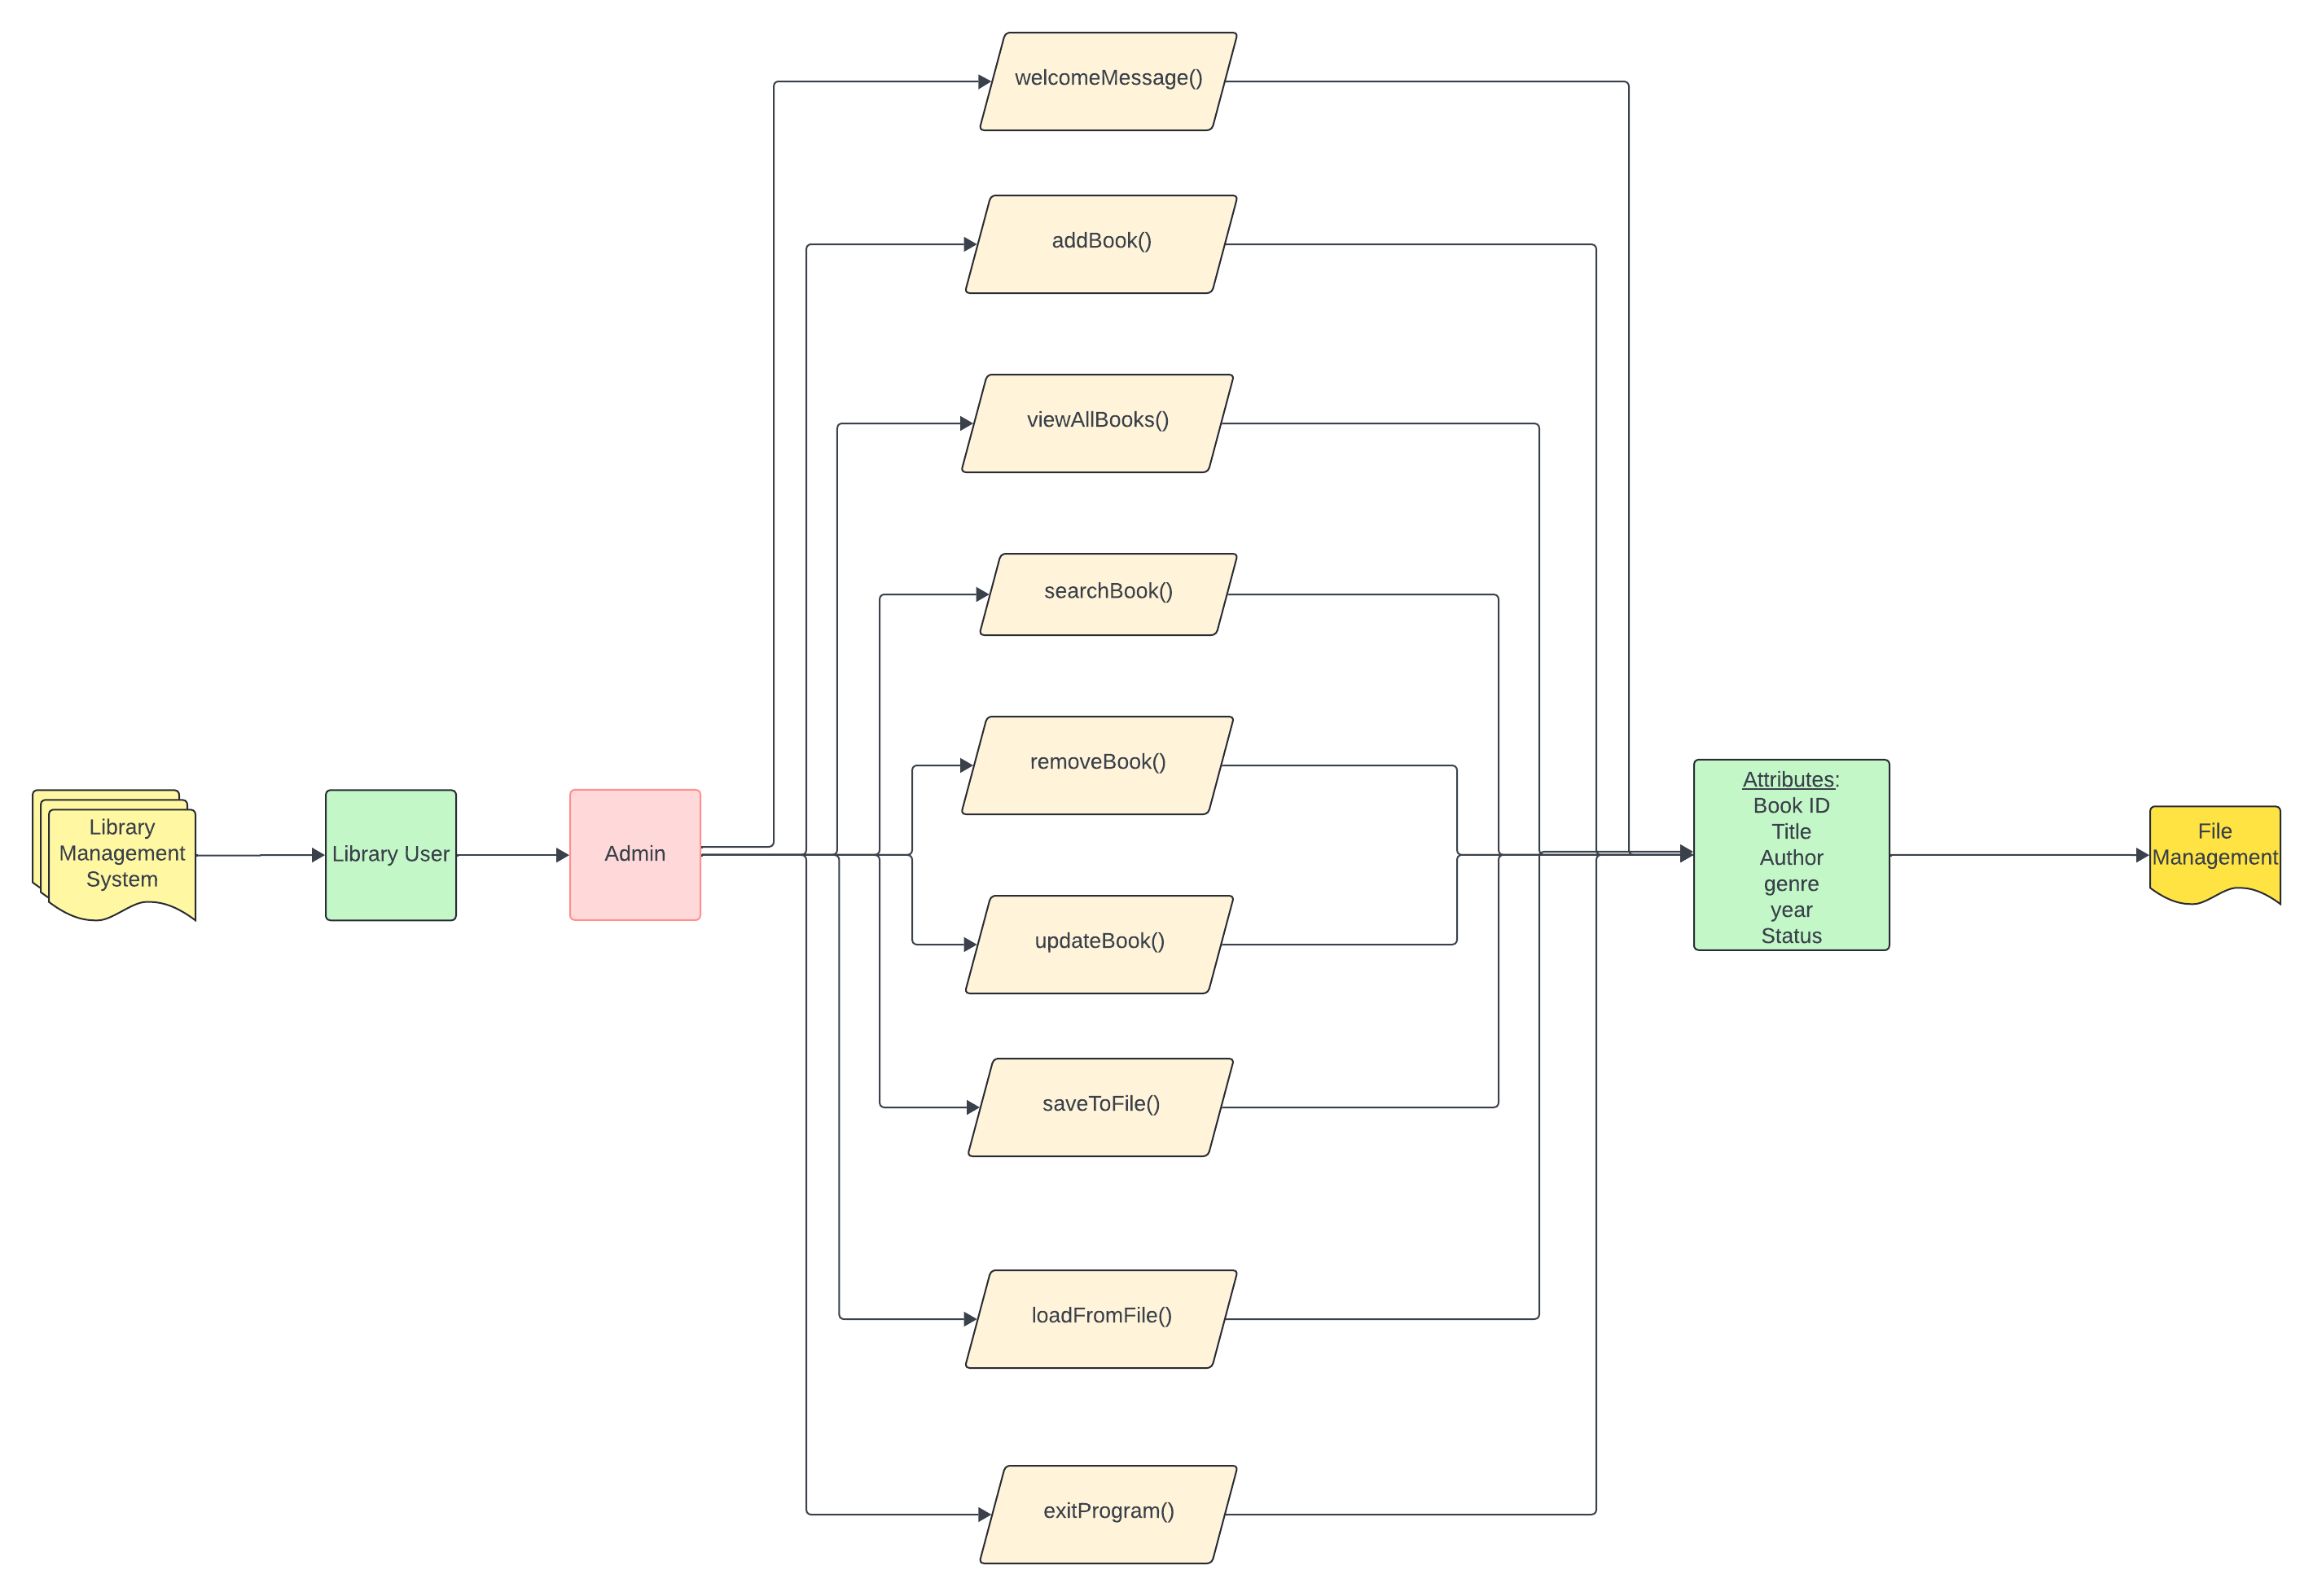 welcomeMessage()
addBook()
viewAllBooks()
searchBook()
removeBook()
Library
Management
System
Library User
Admin
updateBook()
Attributes:
Book ID
Title
Author
genre
year
Status
File
Management
saveToFile()
loadFromFile()
exitProgram()